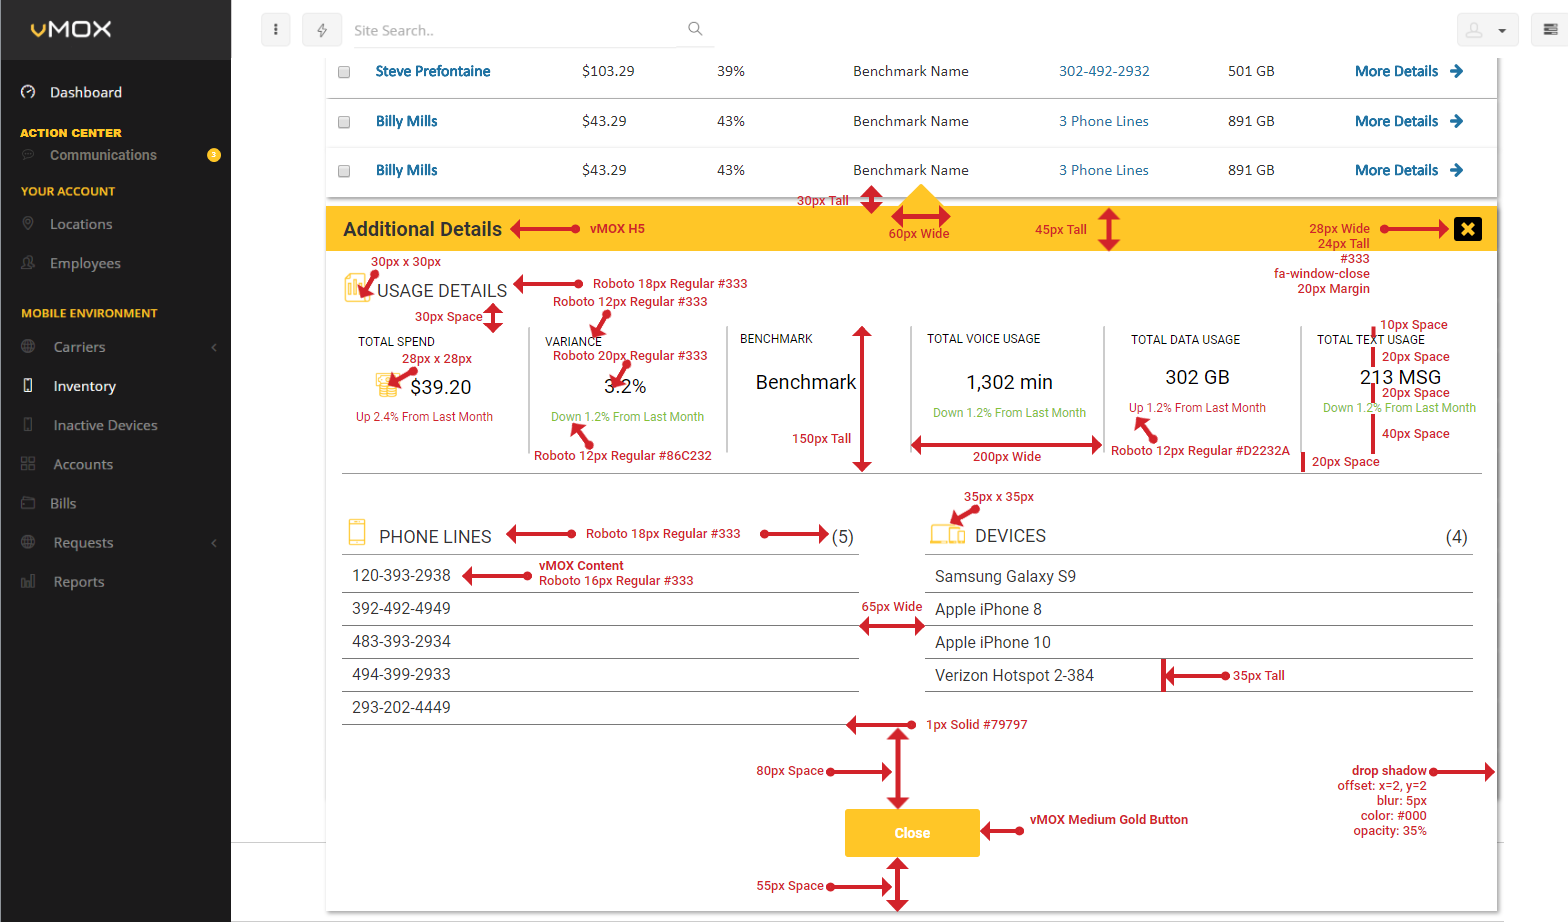 vMOX
Site Search..
Dashboard
ACTION CENTER
Communications
3
YOUR ACCOUNT
Locations
Employees
MOBILE ENVIRONMENT
Carriers
Inventory
Inactive Devices
Accounts
Bills
Requests
Reports
Steve Prefontaine $103.29 39% Benchmark Name 302-492-2932 501 GB More Details
Billy Mills $43.29 43% Benchmark Name 3 Phone Lines 891 GB More Details
Billy Mills $43.29 43% Benchmark Name 3 Phone Lines 891 GB More Details
30px Tall
Additional Details
vMOX H5
60px Wide
45px Tall
28px Wide
24px Tall
#333
fa-window-close
20px Margin
30px x 30px
USAGE DETAILS
Roboto 18px Regular #333
Roboto 12px Regular #333
30px Space
10px Space
TOTAL SPEND
VARIANCE
BENCHMARK
TOTAL VOICE USAGE
TOTAL DATA USAGE
TOTAL TEXT USAGE
28px x 28px
Roboto 20px Regular #333
20px Space
$39.20
3.2%
Benchmark
1,302 min
302 GB
213 MSG
20px Space
Up 2.4% From Last Month
Down 1.2% From Last Month
Down 1.2% From Last Month
Up 1.2% From Last Month
Down 1.2% From Last Month
150px Tall
40px Space
Roboto 12px Regular #86C232
200px Wide
Roboto 12px Regular #D2232A
20px Space
35px x 35px
PHONE LINES
Roboto 18px Regular #333
(5)
DEVICES
(4)
120-393-2938
vMOX Content
Roboto 16px Regular #333
392-492-4949
483-393-2934
494-399-2933
293-202-4449
65px Wide
Samsung Galaxy S9
Apple iPhone 8
Apple iPhone 10
Verizon Hotspot 2-384
35px Tall
1px Solid #79797
80px Space
drop shadow
offset: x=2, y=2
blur: 5px
color: #000
opacity: 35%
Close
vMOX Medium Gold Button
55px Space